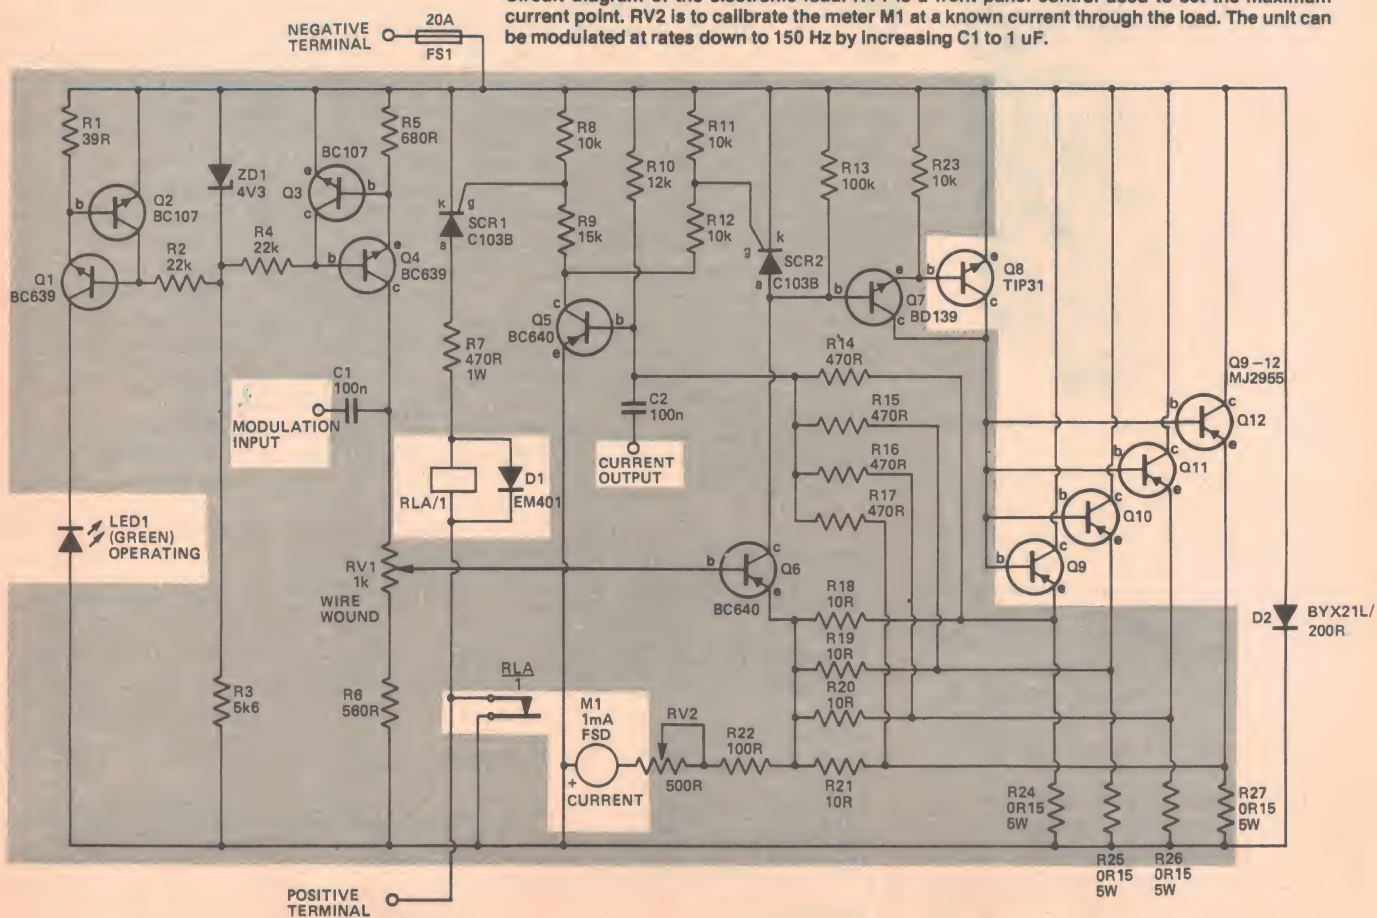 current point. RV2 is to calibrate the meter M1 at a known current through the load. The unit can
be modulated at rates down to 150 Hz by increasing C1 to 1 uF.
NEGATIVE
TERMINAL
20A
FS1
R1
39R
Q2
BC107
Q1
BC639
R2
22k
ZD1
4V3
R4
22k
BC107
Q3
e
b
c
R5
680R
e
b
c
Q4
BC639
b
k
g
a
SCR1
C103B
R8
10k
R9
15k
R10
12k
R11
10k
R12
10k
k
g
a
SCR2
C103B
R13
100k
R23
10k
b
e
c
Q7
BD139
b
e
c
Q8
TIP31
c
b
e
Q5
BC640
R7
470R
1W
C1
100n
MODULATION
INPUT
C2
100n
CURRENT
OUTPUT
R14
470R
R15
470R
R16
470R
R17
470R
Q9-12
MJ2955
b
c
e
Q12
b
c
e
Q11
b
c
e
Q10
b
c
e
Q9
RLA/1
D1
EM401
LED1
(GREEN)
OPERATING
RV1
1k
WIRE
WOUND
b
c
e
Q6
BC640
R18
10R
R19
10R
R20
10R
R21
10R
D2
BYX21L/
200R
R3
5k6
R6
560R
RLA
1
M1
1mA
FSD
+
CURRENT
RV2
500R
R22
100R
R24
0R15
5W
R25
0R15
5W
R26
0R15
5W
R27
0R15
5W
POSITIVE
TERMINAL